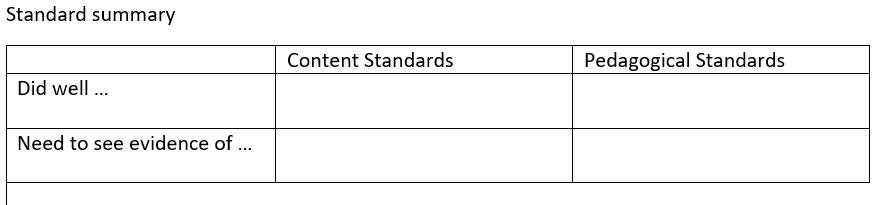 Standard summary
Content Standards
Pedagogical Standards
Did well …
Need to see evidence of …